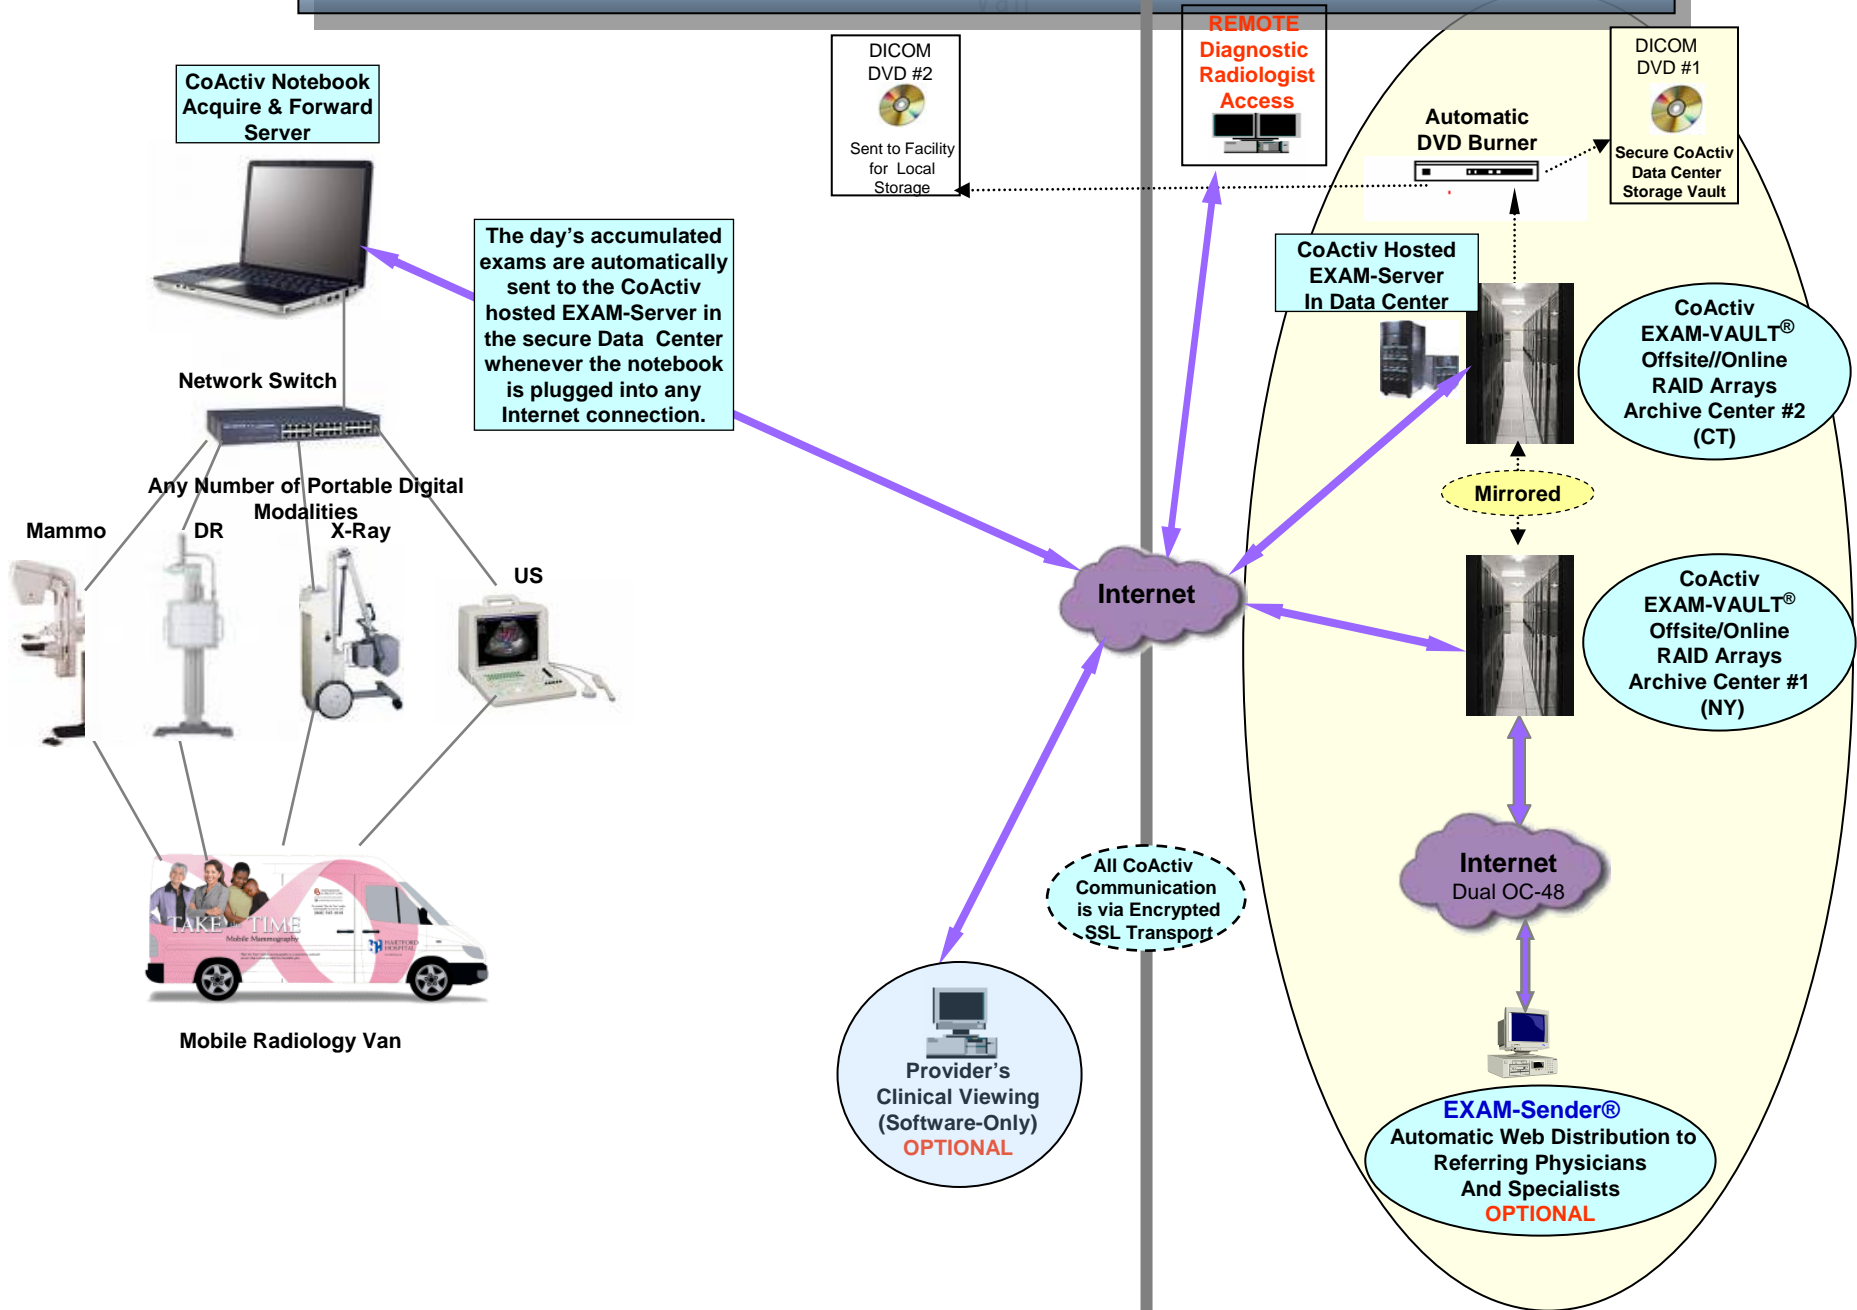 REMOTE
Diagnostic
Radiologist
Access
DICOM
DVD #2
Sent to Facility
for Local
Storage
DICOM
DVD #1
Secure CoActiv
Data Center
Storage Vault
Automatic
DVD Burner
CoActiv Notebook
Acquire & Forward
Server
The day's accumulated
exams are automatically
sent to the CoActiv
hosted EXAM-Server in
the secure Data Center
whenever the notebook
is plugged into any
Internet connection.
CoActiv Hosted
EXAM-Server
In Data Center
CoActiv
EXAM-VAULT®
Offsite//Online
RAID Arrays
Archive Center #2
(CT)
Network Switch
Any Number of Portable Digital
Modalities
Mammo
DR
X-Ray
US
Mirrored
Internet
CoActiv
EXAM-VAULT®
Offsite/Online
RAID Arrays
Archive Center #1
(NY)
All CoActiv
Communication
is via Encrypted
SSL Transport
Internet
Dual OC-48
TAKE THE TIME
Mobile Mammography
HARTFORD
HOSPITAL
Mobile Radiology Van
Provider's
Clinical Viewing
(Software-Only)
OPTIONAL
EXAM-Sender®
Automatic Web Distribution to
Referring Physicians
And Specialists
OPTIONAL